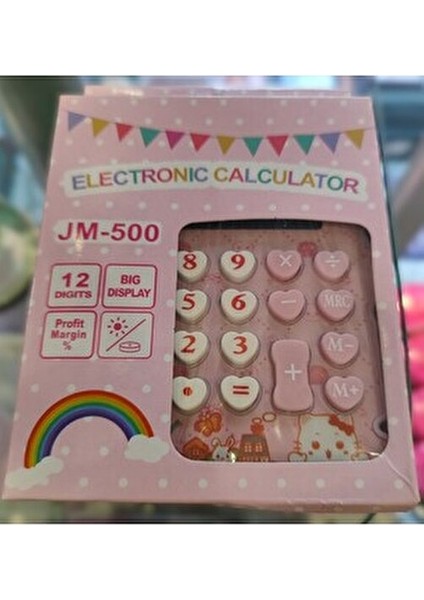 ELECTRONIC CALCULATOR
JM-500
12
DIGITS
BIG
DISPLAY
Profit
Margin
%
8 9 × ÷
5 6 − MRC
2 3 + M-
• = M+